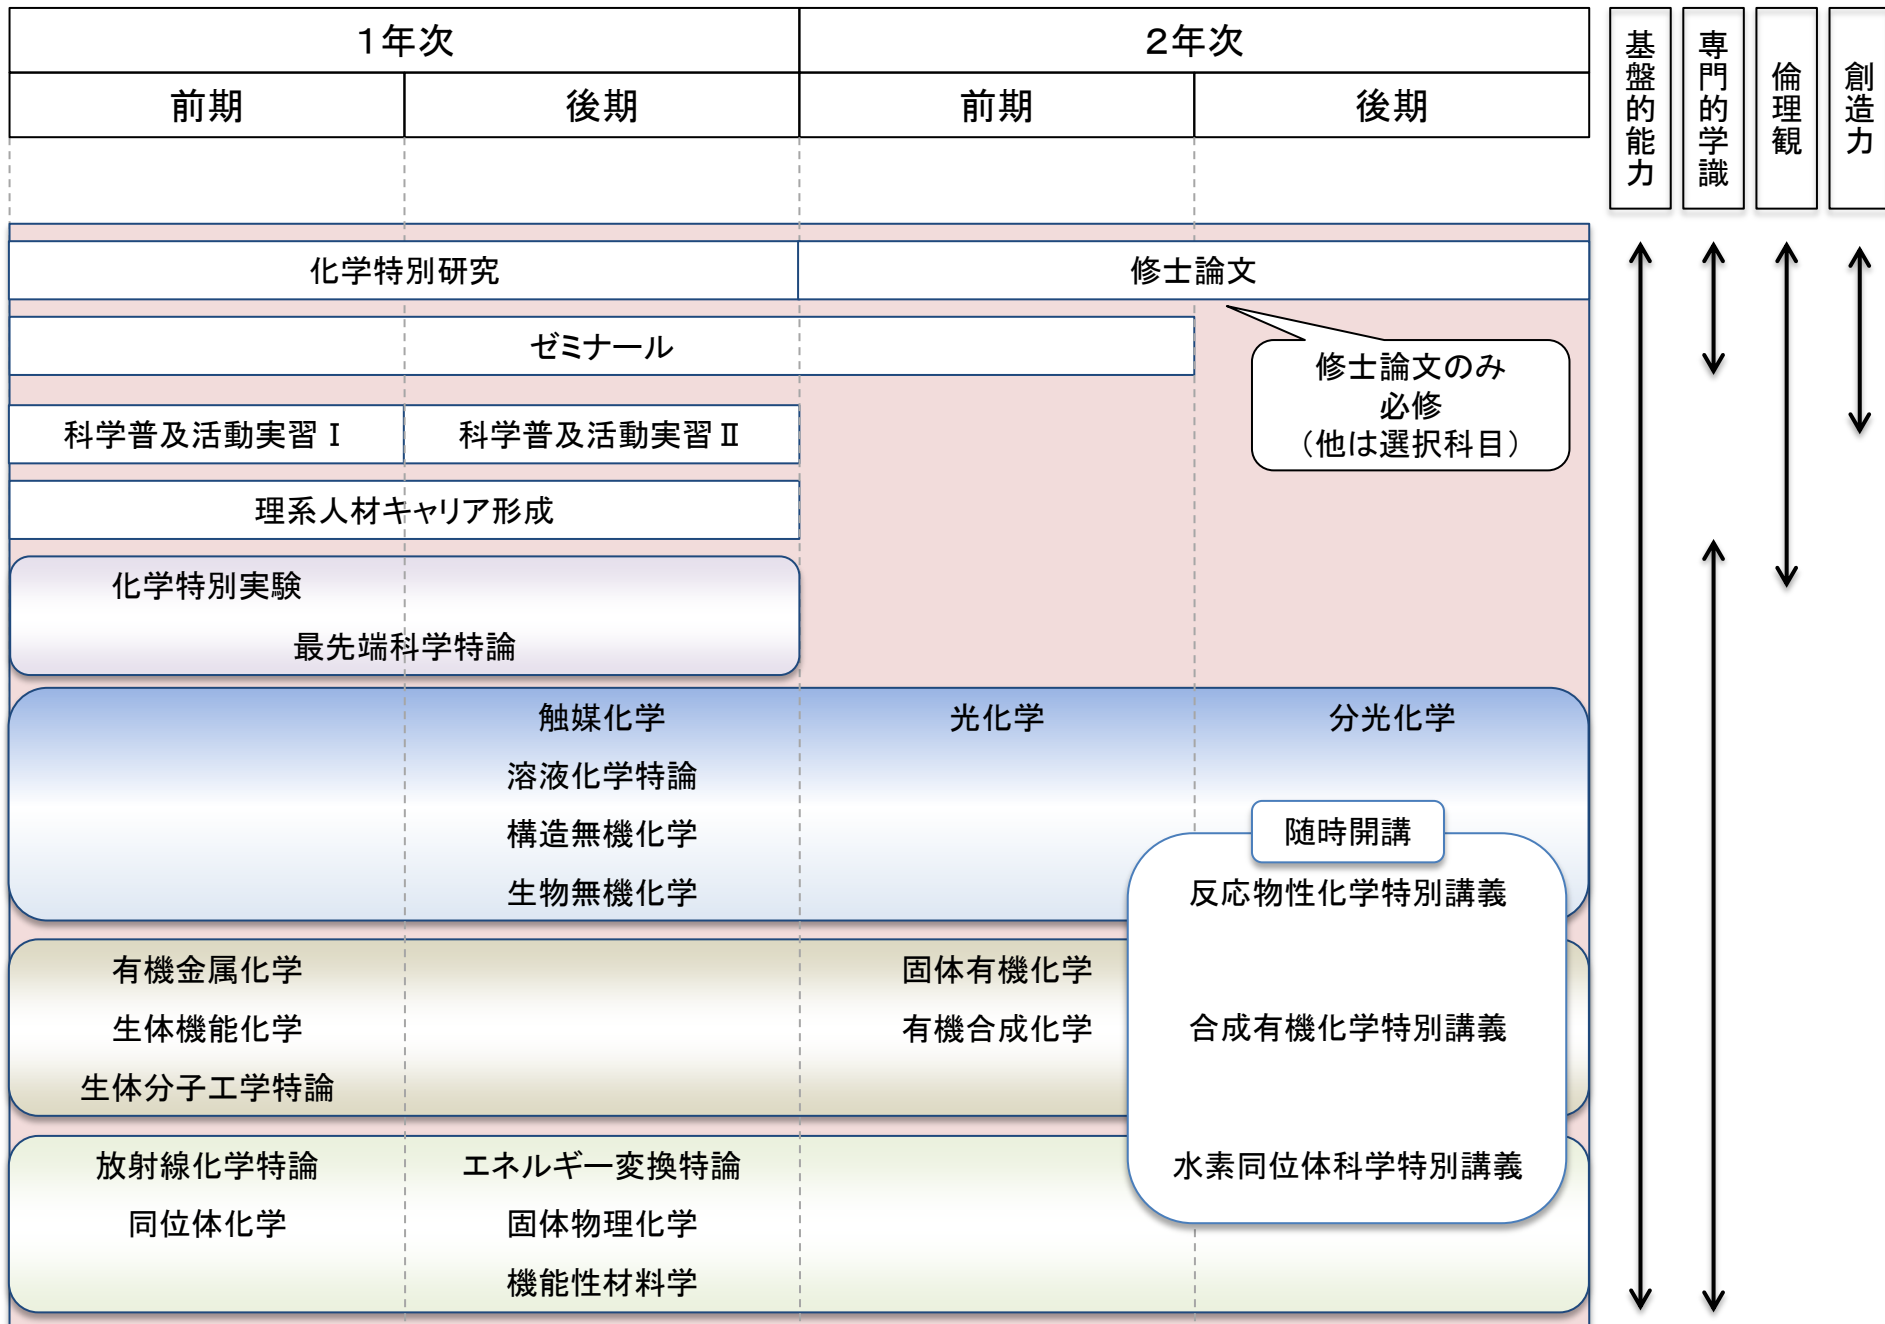 1年次
2年次
前期
後期
前期
後期
基盤的能力
専門的学識
倫理観
創造力
化学特別研究
修士論文
ゼミナール
修士論文のみ
必修
（他は選択科目）
科学普及活動実習Ⅰ
科学普及活動実習Ⅱ
理系人材キャリア形成
化学特別実験
最先端科学特論
触媒化学
光化学
分光化学
溶液化学特論
構造無機化学
生物無機化学
随時開講
反応物性化学特別講義
有機金属化学
固体有機化学
生体機能化学
有機合成化学
合成有機化学特別講義
生体分子工学特論
放射線化学特論
エネルギー変換特論
水素同位体科学特別講義
同位体化学
固体物理化学
機能性材料学